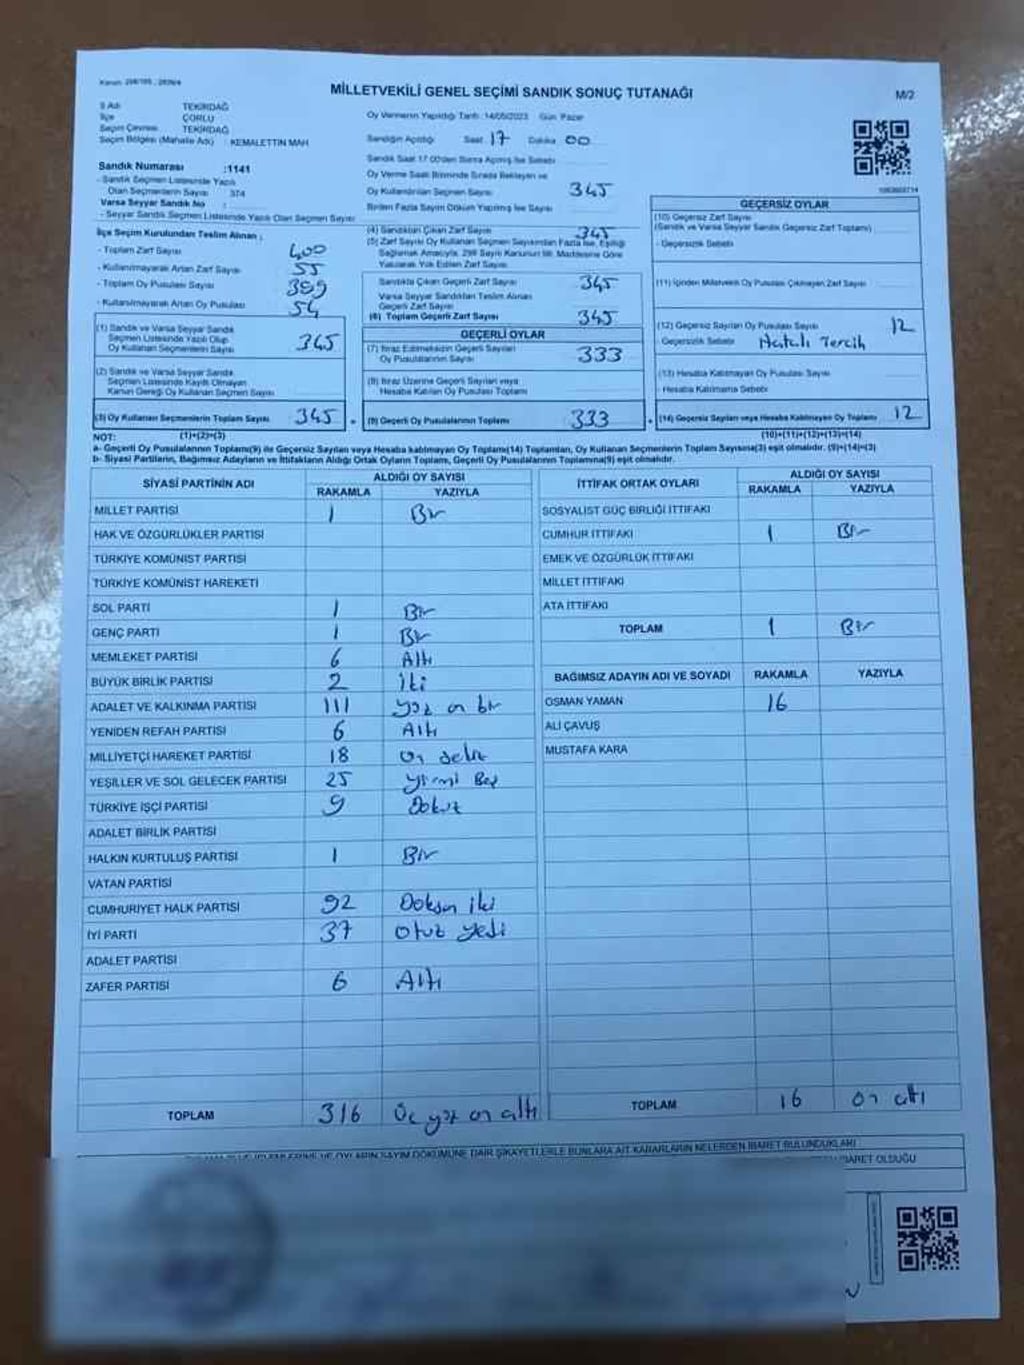 MİLLETVEKİLİ GENEL SEÇİMİ SANDIK SONUÇ TUTANAĞI
M/2
İl Adı TEKİRDAĞ
İlçe ÇORLU
Seçim Çevresi TEKİRDAĞ
Seçim Bölgesi (Mahalle Adı) : KEMALETTİN MAH
Sandık Numarası :1141
- Sandık Seçmen Listesinde Yazılı
Olan Seçmenlerin Sayısı 374
Varsa Seyyar Sandık No :
- Seyyar Sandık Seçmen Listesinde Yazılı Olan Seçmen Sayısı
İlçe Seçim Kurulundan Teslim Alınan ;
- Toplam Zarf Sayısı 400
- Kullanılmayarak Artan Zarf Sayısı 55
- Toplam Oy Pusulası Sayısı 399
- Kullanılmayarak Artan Oy Pusulası 54
(1) Sandık ve Varsa Seyyar Sandık
Seçmen Listesinde Yazılı Olup
Oy Kullanan Seçmenlerin Sayısı 345
(2) Sandık ve Varsa Seyyar Sandık
Seçmen Listesinde Kayıtlı Olmayan
Kanun Gereği Oy Kullanan Seçmen Sayısı
(3) Oy Kullanan Seçmenlerin Toplam Sayısı 345
(1)+(2)=(3)
Oy Vermenin Yapıldığı Tarih: 14/05/2023 Gün: Pazar
Sandığın Açıldığı Saat 17 Dakika 00
Sandık Saat 17.00'den Sonra Açılmış İse Sebebi
Oy Verme Saati Bitiminde Sırada Bekleyen ve
Oy Kullandırılan Seçmen Sayısı 345
Birden Fazla Sayım Döküm Yapılmış İse Sayısı
(4) Sandıktan Çıkan Zarf Sayısı 345
(5) Zarf Sayısı Oy Kullanan Seçmen Sayısından Fazla İse, Eşitliği
Sağlamak Amacıyla, 298 Sayılı Kanunun 98. Maddesine Göre
Yakılarak Yok Edilen Zarf Sayısı
Sandıkta Çıkan Geçerli Zarf Sayısı 345
Varsa Seyyar Sandıktan Teslim Alınan
Geçerli Zarf Sayısı
(6) Toplam Geçerli Zarf Sayısı 345
GEÇERLİ OYLAR
(7) İtiraz Edilmeksizin Geçerli Sayılan
Oy Pusulalarının Sayısı 333
(8) İtiraz Üzerine Geçerli Sayılan veya
Hesaba Katılan Oy Pusulası Toplamı
(9) Geçerli Oy Pusulalarının Toplamı 333
GEÇERSİZ OYLAR
(10) Geçersiz Zarf Sayısı
(Sandık ve Varsa Seyyar Sandık Geçersiz Zarf Toplamı)
- Geçersizlik Sebebi
(11) İçinden Milletvekili Oy Pusulası Çıkmayan Zarf Sayısı
(12) Geçersiz Sayılan Oy Pusulası Sayısı 12
- Geçersizlik Sebebi Hatalı Tercih
(13) Hesaba Katılmayan Oy Pusulası Sayısı
- Hesaba Katılmama Sebebi
(14) Geçersiz Sayılan veya Hesaba Katılmayan Oy Toplamı 12
(10)+(11)+(12)+(13)=(14)
NOT:
a- Geçerli Oy Pusulalarının Toplamı(9) ile Geçersiz Sayılan veya Hesaba katılmayan Oy Toplamı(14) Toplamları, Oy Kullanan Seçmenlerin Toplam Sayısına(3) eşit olmalıdır. (9)+(14)=(3)
b- Siyasi Partilerin, Bağımsız Adayların ve İttifakların Aldığı Ortak Oyların Toplamı, Geçerli Oy Pusulalarının Toplamına(9) eşit olmalıdır.
SİYASİ PARTİNİN ADI ALDIĞI OY SAYISI
RAKAMLA YAZIYLA
MİLLET PARTİSİ 1 Bir
HAK VE ÖZGÜRLÜKLER PARTİSİ
TÜRKİYE KOMÜNİST PARTİSİ
TÜRKİYE KOMÜNİST HAREKETİ
SOL PARTİ 1 Bir
GENÇ PARTİ 1 Bir
MEMLEKET PARTİSİ 6 Altı
BÜYÜK BİRLİK PARTİSİ 2 iki
ADALET VE KALKINMA PARTİSİ 111 yüz on bir
YENİDEN REFAH PARTİSİ 6 Altı
MİLLİYETÇİ HAREKET PARTİSİ 18 on sekiz
YEŞİLLER VE SOL GELECEK PARTİSİ 25 yirmi Beş
TÜRKİYE İŞÇİ PARTİSİ 9 Dokuz
ADALET BİRLİK PARTİSİ
HALKIN KURTULUŞ PARTİSİ 1 Bir
VATAN PARTİSİ
CUMHURİYET HALK PARTİSİ 92 Doksan iki
İYİ PARTİ 37 otuz yedi
ADALET PARTİSİ
ZAFER PARTİSİ 6 Altı
TOPLAM 316 Üç yüz on altı
İTTİFAK ORTAK OYLARI ALDIĞI OY SAYISI
RAKAMLA YAZIYLA
SOSYALİST GÜÇ BİRLİĞİ İTTİFAKI
CUMHUR İTTİFAKI 1 Bir
EMEK VE ÖZGÜRLÜK İTTİFAKI
MİLLET İTTİFAKI
ATA İTTİFAKI
TOPLAM 1 Bir
BAĞIMSIZ ADAYIN ADI VE SOYADI RAKAMLA YAZIYLA
OSMAN YAMAN 16
ALİ ÇAVUŞ
MUSTAFA KARA
TOPLAM 16 on altı
VE OYLARIN SAYIM DÖKÜMÜNE DAİR ŞİKAYETLERLE BUNLARA AİT KARARLARIN NELERDEN İBARET BULUNDUKLARI
İBARET OLDUĞU